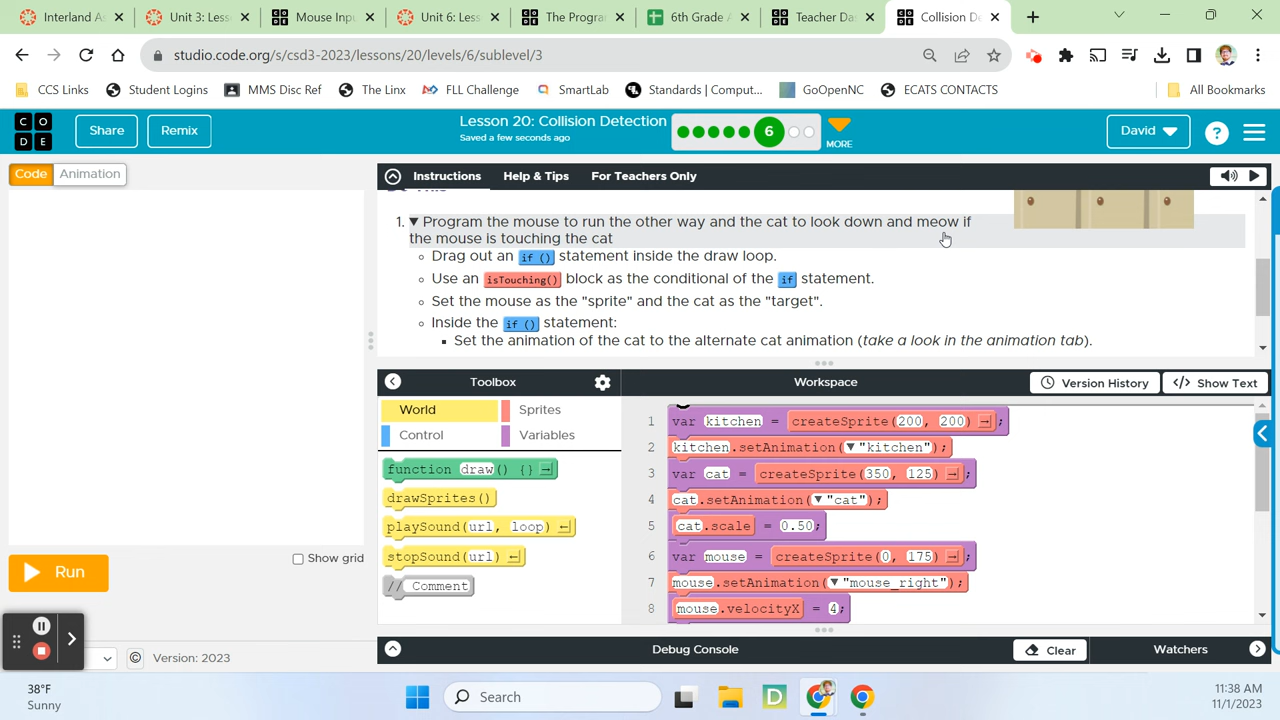 Interland As
Unit 3: Less
Mouse Inpu
Unit 6: Less
The Program
6th Grade A
Teacher Da
Collision De
studio.code.org/s/csd3-2023/lessons/20/levels/6/sublevel/3
CCS Links
Student Logins
MMS Disc Ref
The Linx
FLL Challenge
SmartLab
Standards | Comput...
GoOpenNC
ECATS CONTACTS
All Bookmarks
C O
D E
Share
Remix
Lesson 20: Collision Detection
Saved a few seconds ago
6
MORE
David
?
Code
Animation
Instructions
Help & Tips
For Teachers Only
1. Program the mouse to run the other way and the cat to look down and meow if
the mouse is touching the cat
Drag out an if () statement inside the draw loop.
Use an isTouching() block as the conditional of the if statement.
Set the mouse as the "sprite" and the cat as the "target".
Inside the if () statement:
Set the animation of the cat to the alternate cat animation (take a look in the animation tab).
Toolbox
Workspace
Version History
</> Show Text
World
Sprites
Control
Variables
function draw() {}
drawSprites()
playSound(url, loop)
stopSound(url)
// Comment
1 var kitchen = createSprite(200, 200);
2 kitchen.setAnimation("kitchen");
3 var cat = createSprite(350, 125);
4 cat.setAnimation("cat");
5 cat.scale = 0.50;
6 var mouse = createSprite(0, 175);
7 mouse.setAnimation("mouse_right");
8 mouse.velocityX = 4;
Run
Show grid
Version: 2023
Debug Console
Clear
Watchers
38°F
Sunny
Search
11:38 AM
11/1/2023